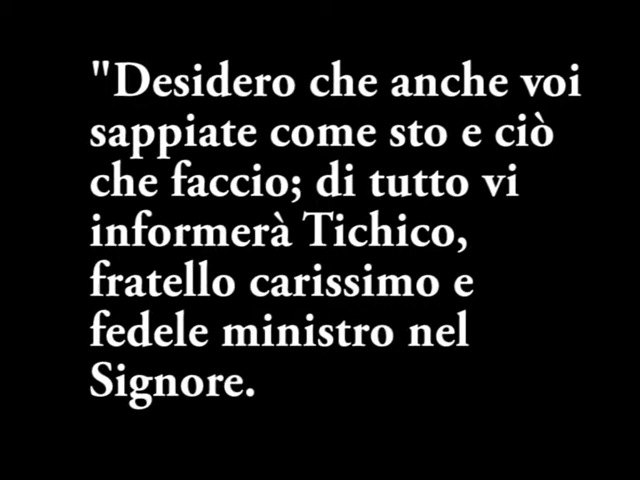 "Desidero che anche voi
sappiate come sto e ciò
che faccio; di tutto vi
informerà Tichico,
fratello carissimo e
fedele ministro nel
Signore.